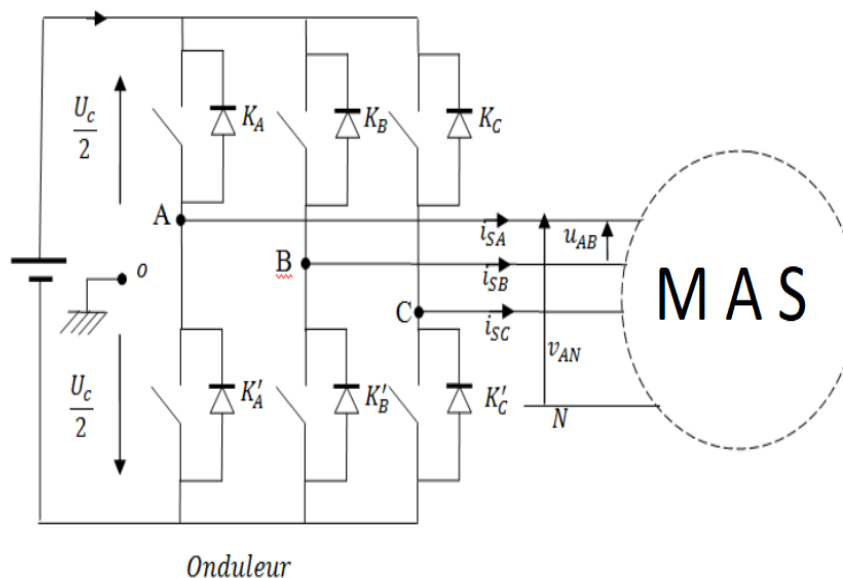 U_c/2
K_A
K_B
K_C
A
i_SA
u_AB
o
B
i_SB
M A S
C
i_SC
v_AN
U_c/2
K'_A
K'_B
K'_C
N
Onduleur